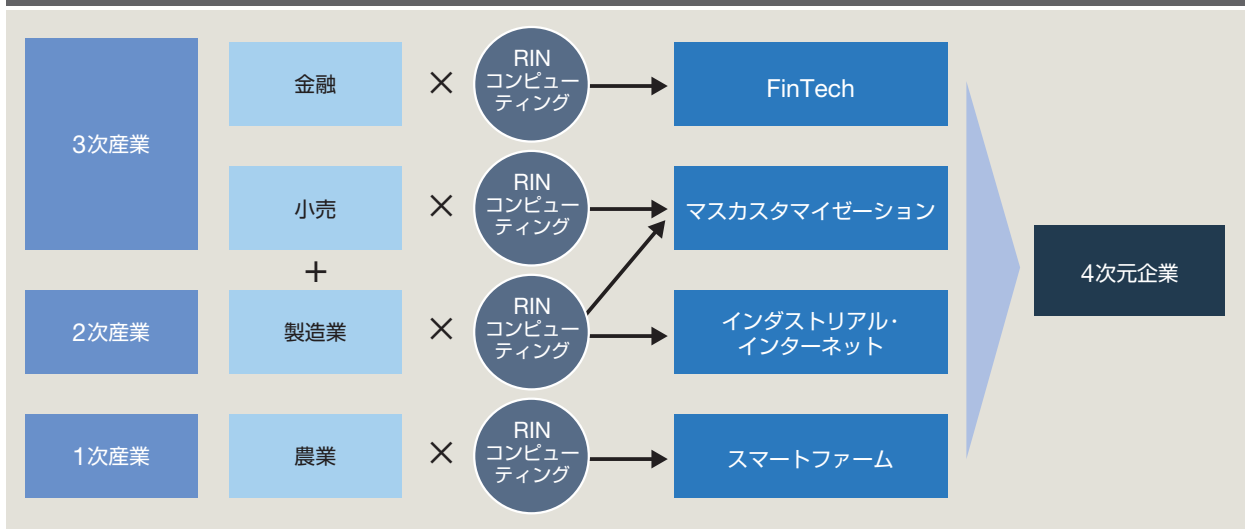 3次産業
金融
×
RIN
コンピュー
ティング
FinTech
小売
×
RIN
コンピュー
ティング
マスカスタマイゼーション
+
2次産業
製造業
×
RIN
コンピュー
ティング
インダストリアル・
インターネット
1次産業
農業
×
RIN
コンピュー
ティング
スマートファーム
4次元企業